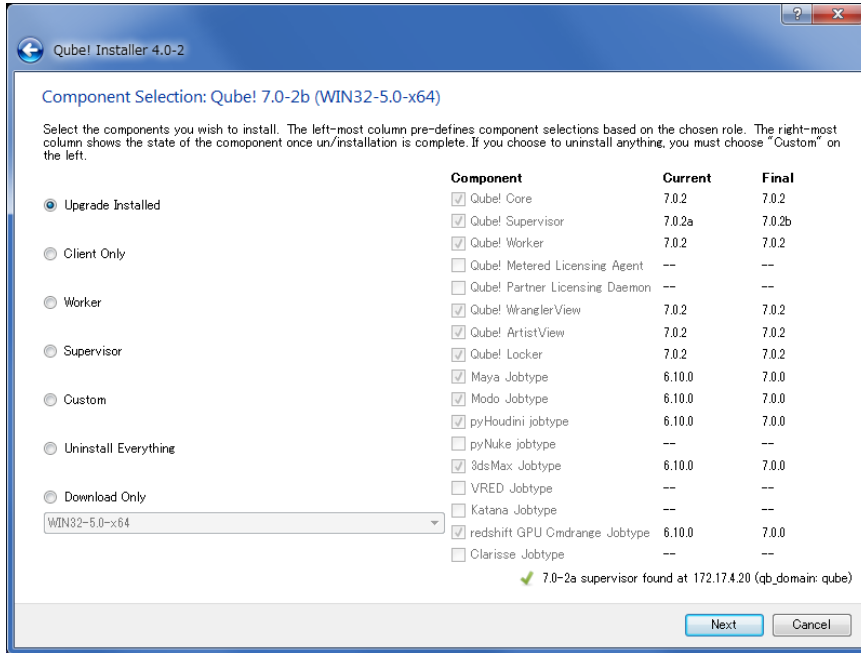 Qube! Installer 4.0-2
Component Selection: Qube! 7.0-2b (WIN32-5.0-x64)
Select the components you wish to install. The left-most column pre-defines component selections based on the chosen role. The right-most
column shows the state of the comoponent once un/installation is complete. If you choose to uninstall anything, you must choose "Custom" on
the left.
Component Current Final
Qube! Core 7.0.2 7.0.2
Upgrade Installed
Qube! Supervisor 7.0.2a 7.0.2b
Qube! Worker 7.0.2 7.0.2
Client Only
Qube! Metered Licensing Agent -- --
Qube! Partner Licensing Daemon -- --
Worker
Qube! WranglerView 7.0.2 7.0.2
Qube! ArtistView 7.0.2 7.0.2
Supervisor
Qube! Locker 7.0.2 7.0.2
Maya Jobtype 6.10.0 7.0.0
Custom
Modo Jobtype 6.10.0 7.0.0
pyHoudini jobtype 6.10.0 7.0.0
Uninstall Everything
pyNuke jobtype -- --
3dsMax Jobtype 6.10.0 7.0.0
Download Only
VRED Jobtype -- --
Katana Jobtype -- --
WIN32-5.0-x64
redshift GPU Cmdrange Jobtype 6.10.0 7.0.0
Clarisse Jobtype -- --
7.0-2a supervisor found at 172.17.4.20 (qb_domain: qube)
Next Cancel